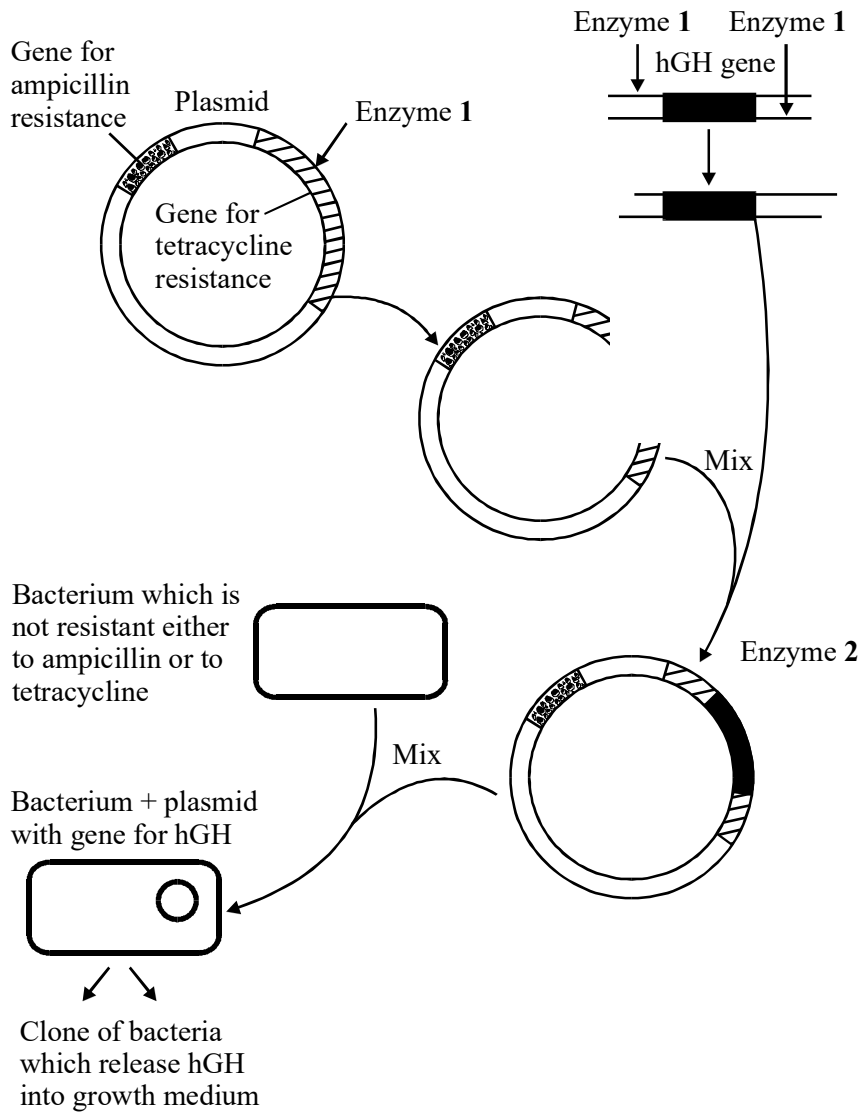 Enzyme 1
Enzyme 1
Gene for
ampicillin
resistance
hGH gene
Plasmid
Enzyme 1
Gene for
tetracycline
resistance
Mix
Bacterium which is
not resistant either
to ampicillin or to
tetracycline
Enzyme 2
Mix
Bacterium + plasmid
with gene for hGH
Clone of bacteria
which release hGH
into growth medium